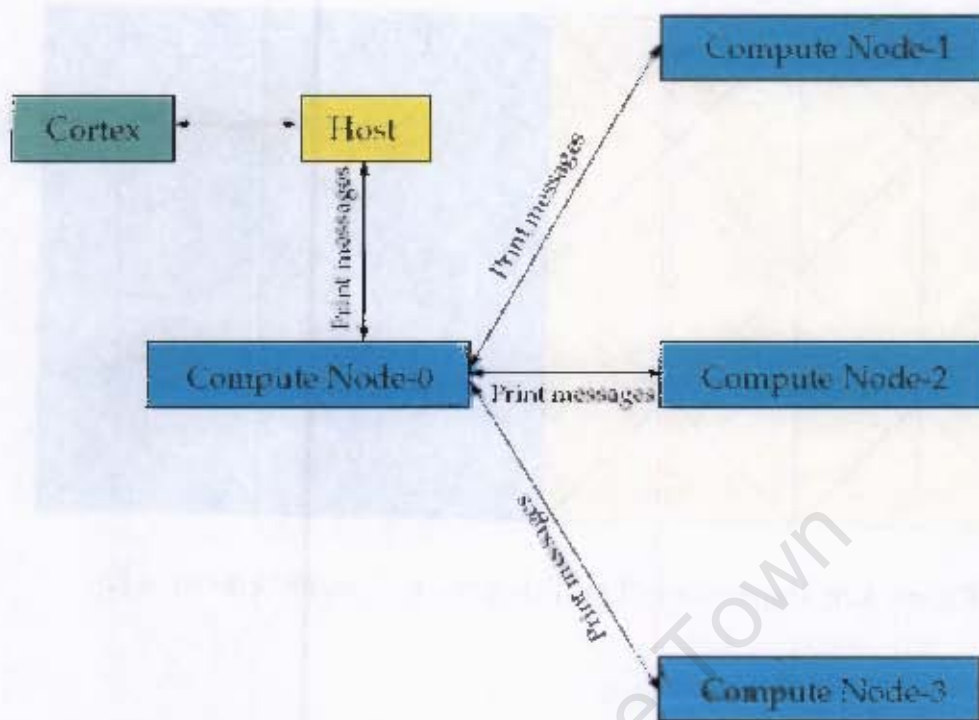 Compute Node-1
Cortex
Host
Print messages
Print messages
Compute Node-0
Print messages
Compute Node-2
Print messages
Compute Node-3
Town